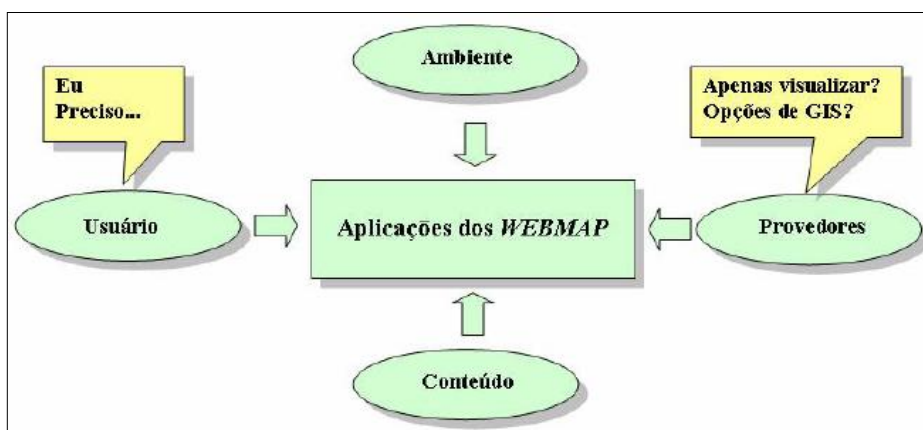 Ambiente
Eu
Preciso...
Apenas visualizar?
Opções de GIS?
Usuário
Aplicações dos WEBMAP
Provedores
Conteúdo